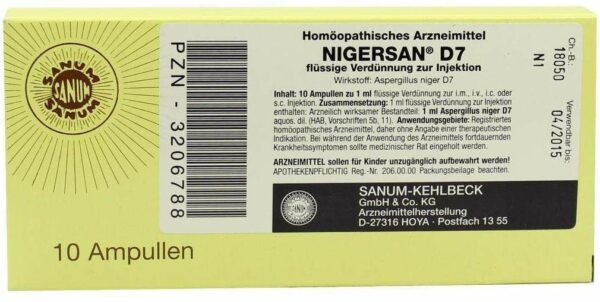 SANUM
SANUM
SANUM
10 Ampullen
PZN - 3206788
Homöopathisches Arzneimittel
NIGERSAN® D7
flüssige Verdünnung zur Injektion
Wirkstoff: Aspergillus niger D7
Inhalt: 10 Ampullen zu 1 ml flüssige Verdünnung zur i.m., i.v., i.c. oder
s.c. Injektion. Zusammensetzung: 1 ml flüssige Verdünnung zur Injektion
enthalten: Arzneilich wirksamer Bestandteil: 1 ml Aspergillus niger D7
aquos. dil. (HAB, Vorschriften 5b, 11). Anwendungsgebiete: Registriertes
homöopathisches Arzneimittel, daher ohne Angabe einer therapeutischen
Indikation. Bei während der Anwendung des Arzneimittels fortdauernden
Krankheitssymptomen sollte medizinischer Rat eingeholt werden.
ARZNEIMITTEL sollen für Kinder unzugänglich aufbewahrt werden!
APOTHEKENPFLICHTIG Reg.-Nr. 206.00.00 Packungsbeilage beachten.
SANUM-KEHLBECK
GmbH & Co. KG
Arzneimittelherstellung
D-27316 HOYA · Postfach 13 55
Ch.-B.:
18050
N1
Verwendbar bis:
04/2015